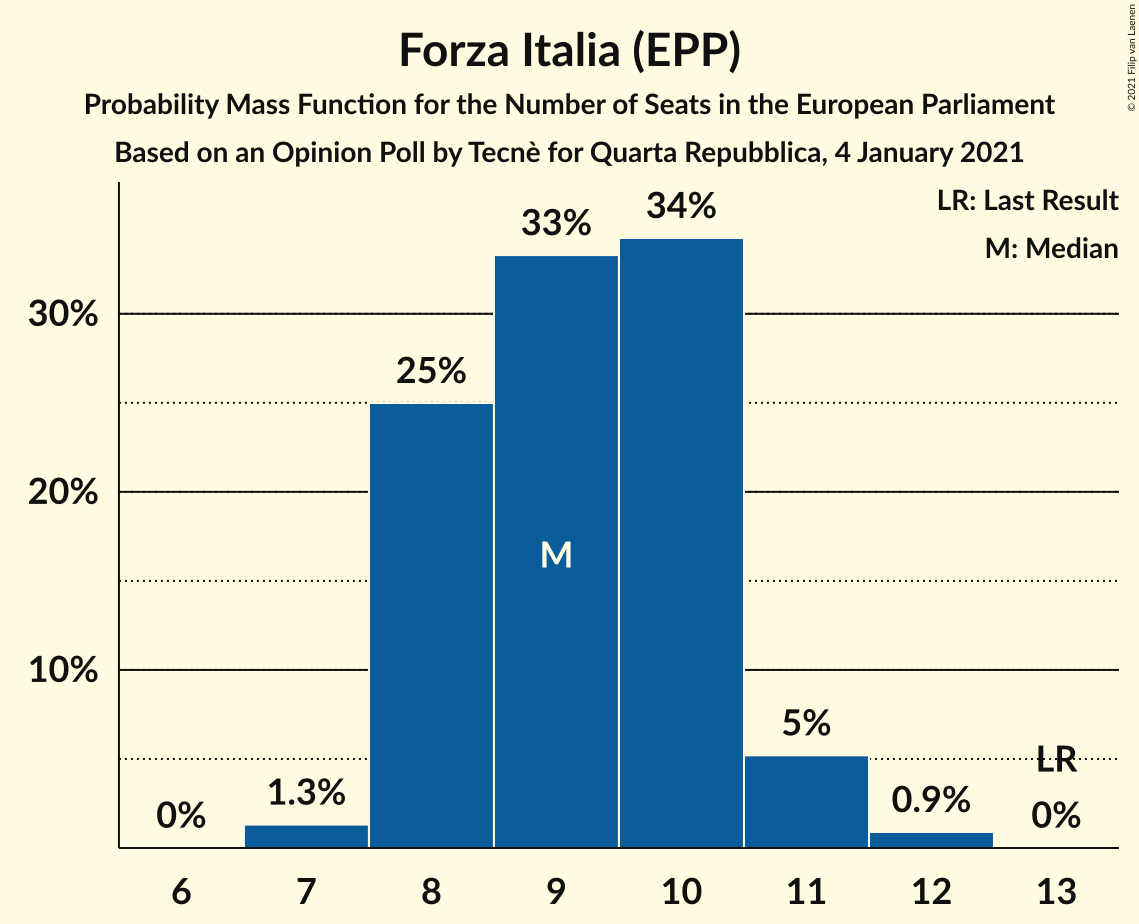 Forza Italia (EPP)
Probability Mass Function for the Number of Seats in the European Parliament
Based on an Opinion Poll by Tecnè for Quarta Repubblica, 4 January 2021
© 2021 Filip van Laenen
LR: Last Result
M: Median
30%
20%
10%
0%
1.3%
25%
33%
M
34%
5%
0.9%
LR
0%
6 7 8 9 10 11 12 13